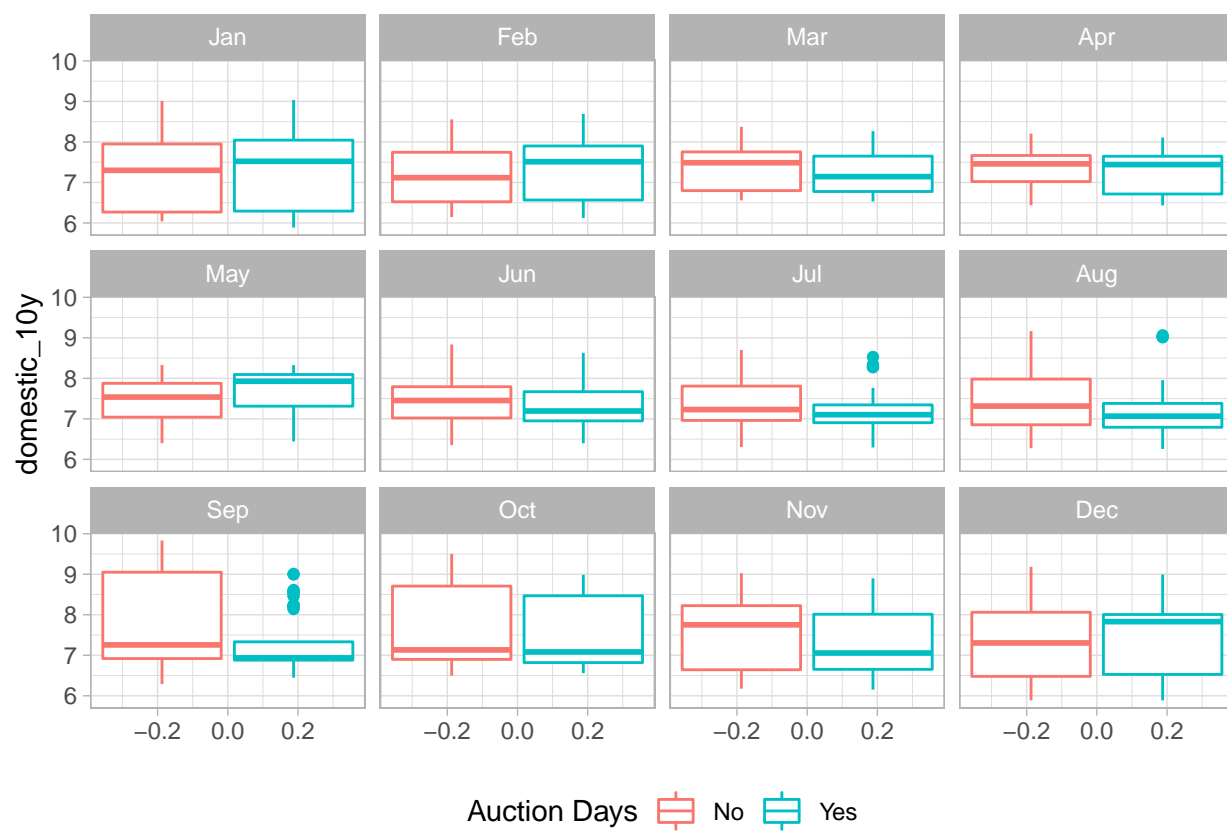 Jan Feb Mar Apr
10
9
8
7
6
May Jun Jul Aug
10
9
8
7
6
domestic_10y
Sep Oct Nov Dec
10
9
8
7
6
−0.2 0.0 0.2 −0.2 0.0 0.2 −0.2 0.0 0.2 −0.2 0.0 0.2
Auction Days No Yes